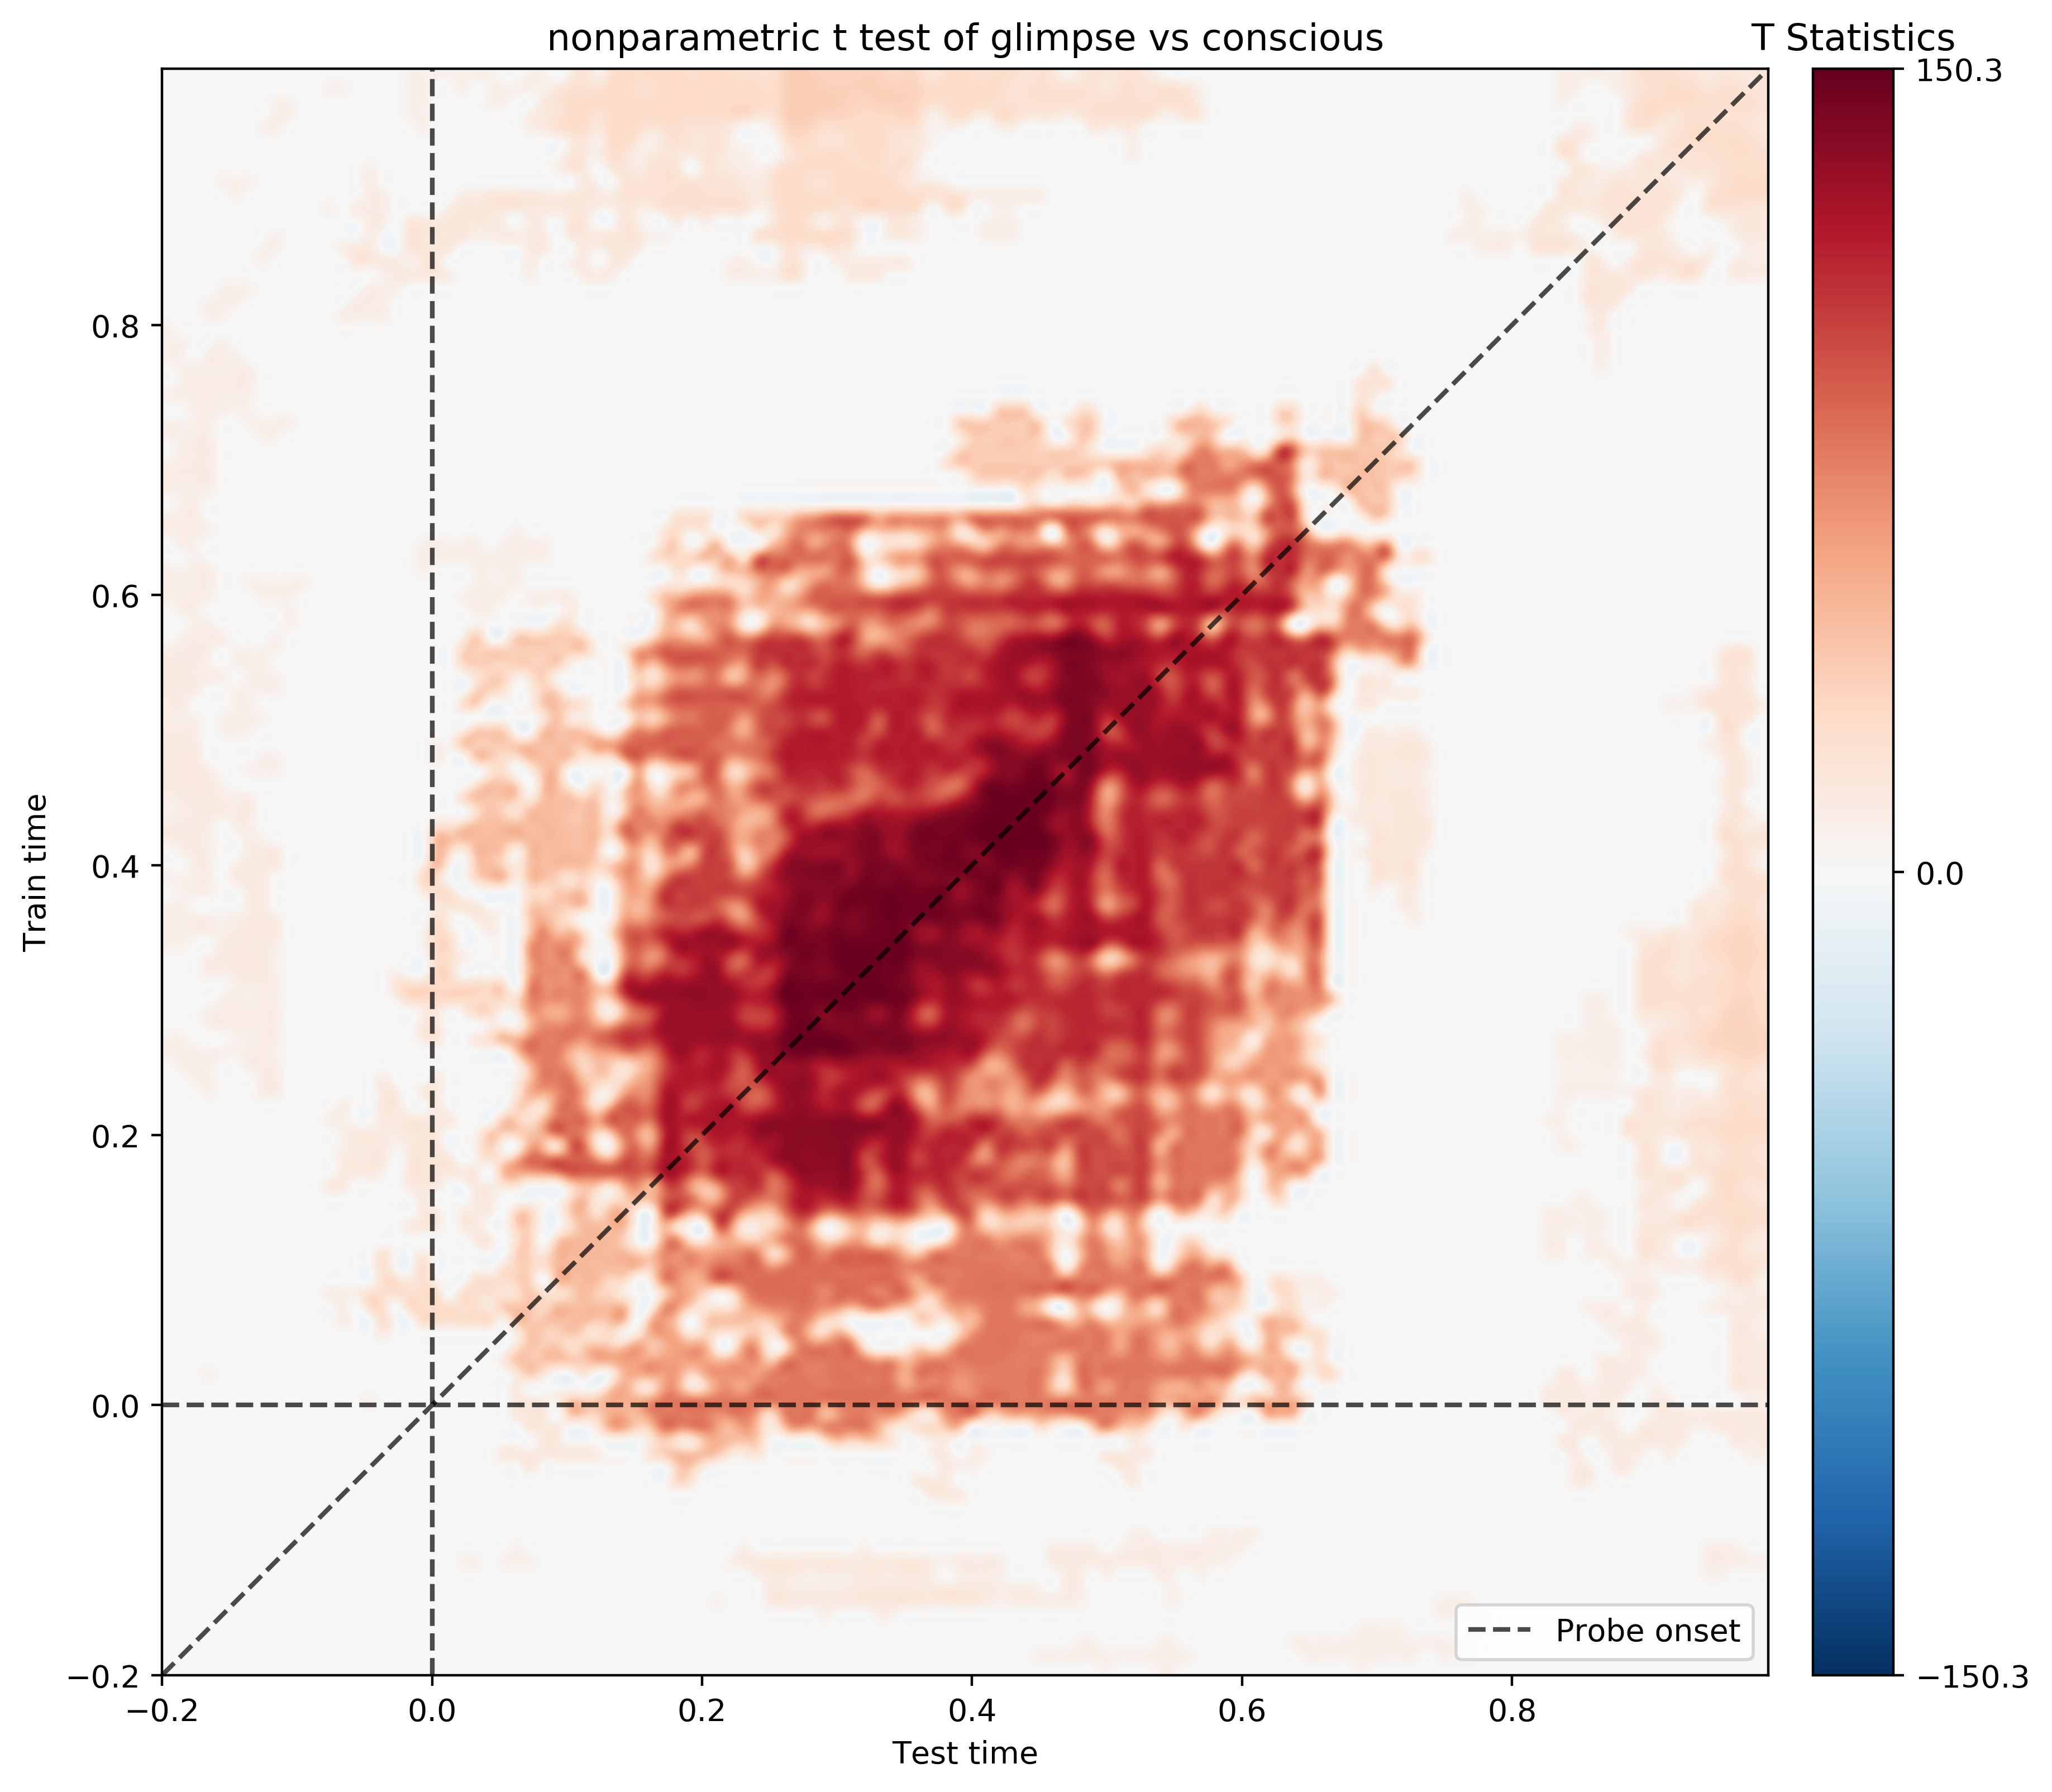 nonparametric t test of glimpse vs conscious
T Statistics
150.3
0.0
−150.3
Train time
0.8
0.6
0.4
0.2
0.0
−0.2
−0.2 0.0 0.2 0.4 0.6 0.8
Test time
Probe onset